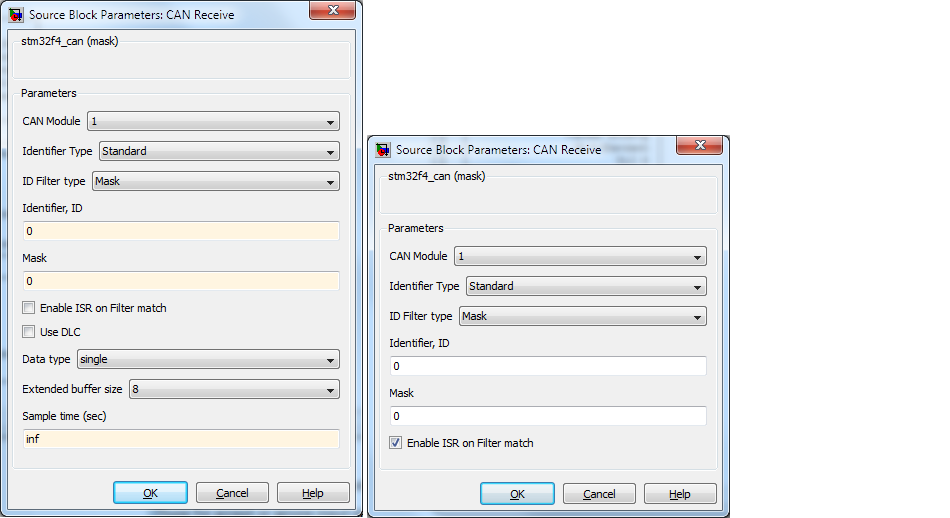 Source Block Parameters: CAN Receive
stm32f4_can (mask)
Parameters
CAN Module 1
Identifier Type Standard
ID Filter type Mask
Identifier, ID
0
Mask
0
Enable ISR on Filter match
Use DLC
Data type single
Extended buffer size 8
Sample time (sec)
inf
OK Cancel Help
Source Block Parameters: CAN Receive
stm32f4_can (mask)
Parameters
CAN Module 1
Identifier Type Standard
ID Filter type Mask
Identifier, ID
0
Mask
0
Enable ISR on Filter match
OK Cancel Help